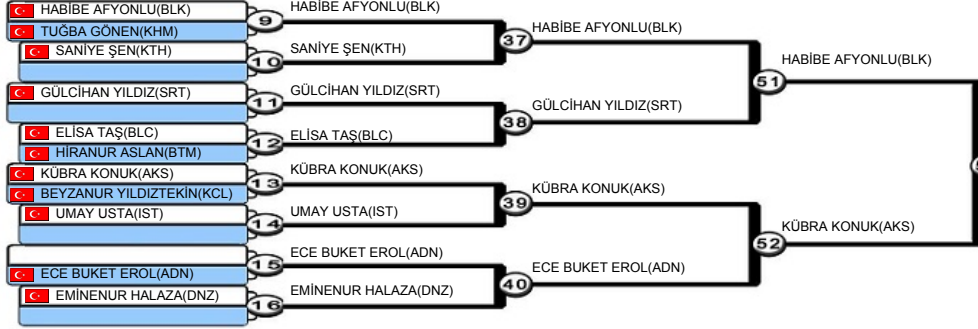 HABİBE AFYONLU(BLK)
TUĞBA GÖNEN(KHM)
9
HABİBE AFYONLU(BLK)
SANİYE ŞEN(KTH)
10
SANİYE ŞEN(KTH)
37
HABİBE AFYONLU(BLK)
GÜLCİHAN YILDIZ(SRT)
11
GÜLCİHAN YILDIZ(SRT)
ELİSA TAŞ(BLC)
HİRANUR ASLAN(BTM)
12
ELİSA TAŞ(BLC)
38
GÜLCİHAN YILDIZ(SRT)
51
HABİBE AFYONLU(BLK)
KÜBRA KONUK(AKS)
BEYZANUR YILDIZTEKİN(KCL)
13
KÜBRA KONUK(AKS)
UMAY USTA(IST)
14
UMAY USTA(IST)
39
KÜBRA KONUK(AKS)
ECE BUKET EROL(ADN)
15
ECE BUKET EROL(ADN)
EMİNENUR HALAZA(DNZ)
16
EMİNENUR HALAZA(DNZ)
40
ECE BUKET EROL(ADN)
52
KÜBRA KONUK(AKS)